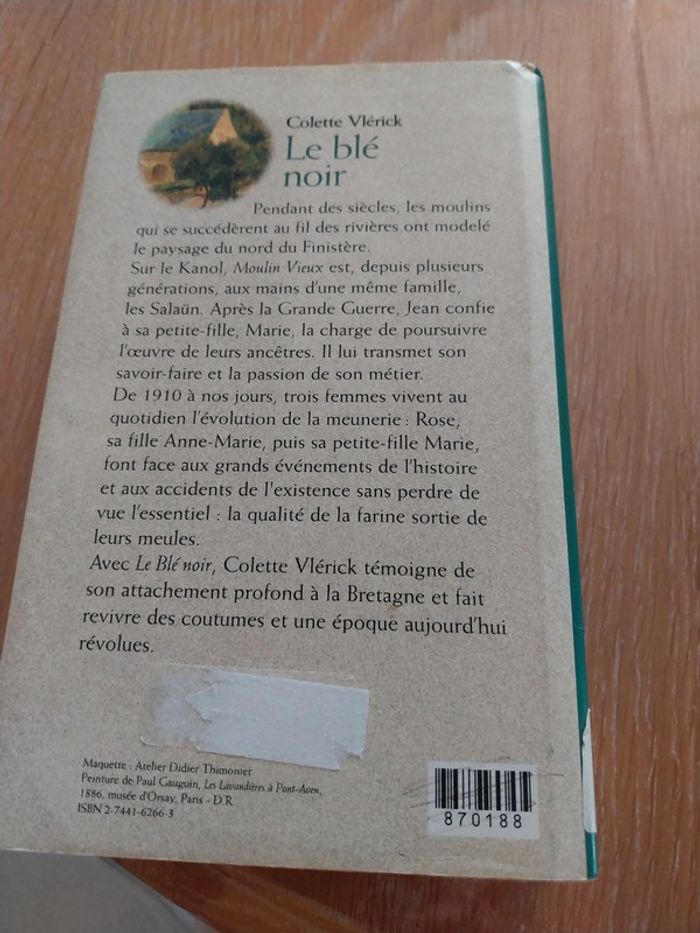 Colette Vlérick
Le blé
noir
Pendant des siècles, les moulins
qui se succédèrent au fil des rivières ont modelé
le paysage du nord du Finistère.
Sur le Kanol, Moulin Vieux est, depuis plusieurs
générations, aux mains d'une même famille,
les Salaün. Après la Grande Guerre, Jean confie
à sa petite-fille, Marie, la charge de poursuivre
l'œuvre de leurs ancêtres. Il lui transmet son
savoir-faire et la passion de son métier.
De 1910 à nos jours, trois femmes vivent au
quotidien l'évolution de la meunerie : Rose,
sa fille Anne-Marie, puis sa petite-fille Marie,
font face aux grands événements de l'histoire
et aux accidents de l'existence sans perdre de
vue l'essentiel : la qualité de la farine sortie de
leurs meules.
Avec Le Blé noir, Colette Vlérick témoigne de
son attachement profond à la Bretagne et fait
revivre des coutumes et une époque aujourd'hui
révolues.
Maquette : Atelier Didier Thimonier
Peinture de Paul Gauguin, Les Lavandières à Pont-Aven,
1886, musée d'Orsay, Paris - D.R.
ISBN 2-7441-6266-3
870188